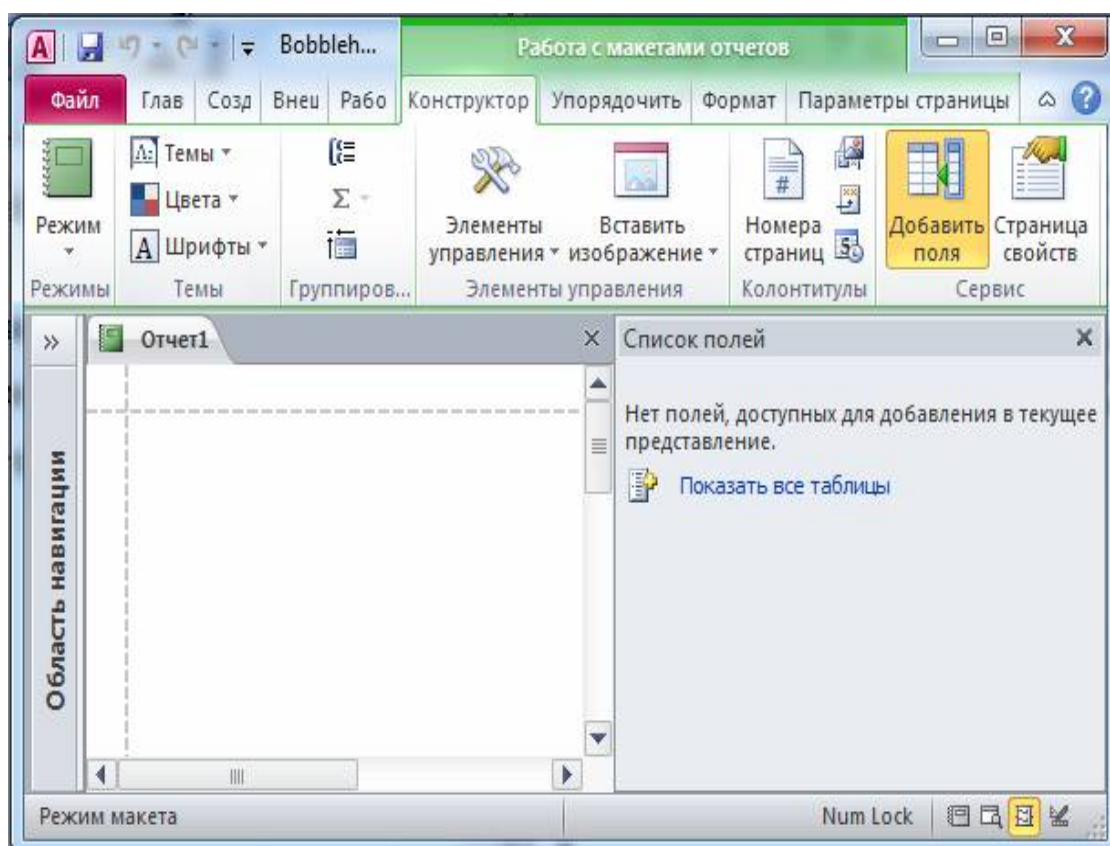 Bobbleh... Работа с макетами отчетов
Файл Глав Созд Внец Рабо Конструктор Упорядочить Формат Параметры страницы
Режим
Режимы
Темы
Цвета
Шрифты
Темы
Группиров...
Элементы управления
Вставить изображение
Элементы управления
Номера страниц
Колонтитулы
Добавить поля
Страница свойств
Сервис
Область навигации
Отчет1
Список полей
Нет полей, доступных для добавления в текущее
представление.
Показать все таблицы
Режим макета Num Lock